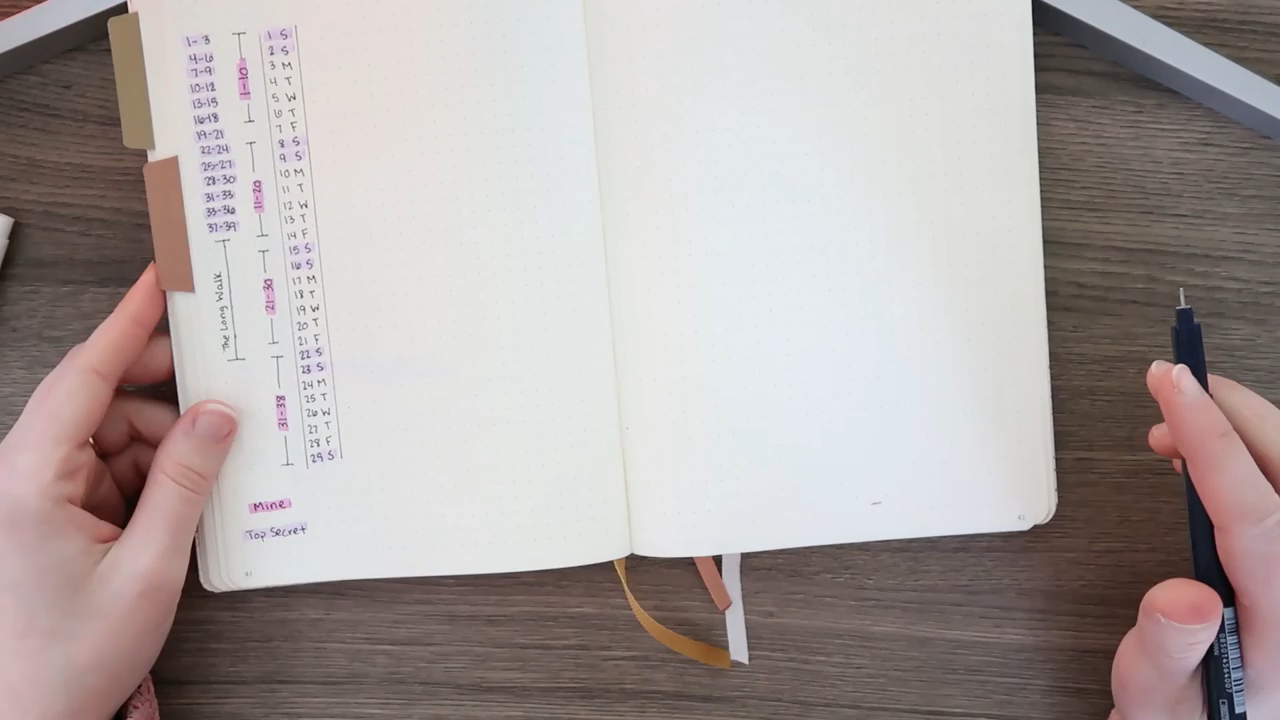 1-3
4-6
7-9
10-12
13-15
16-18
19-21
22-24
25-27
28-30
31-33
33-36
37-39
The Long Walk
1-10
11-20
21-30
31-38
1 S
2 S
3 M
4 T
5 W
6 T
7 F
8 S
9 S
10 M
11 T
12 W
13 T
14 F
15 S
16 S
17 M
18 T
19 W
20 T
21 F
22 S
23 S
24 M
25 T
26 W
27 T
28 F
29 S
Mine
Top Secret
41